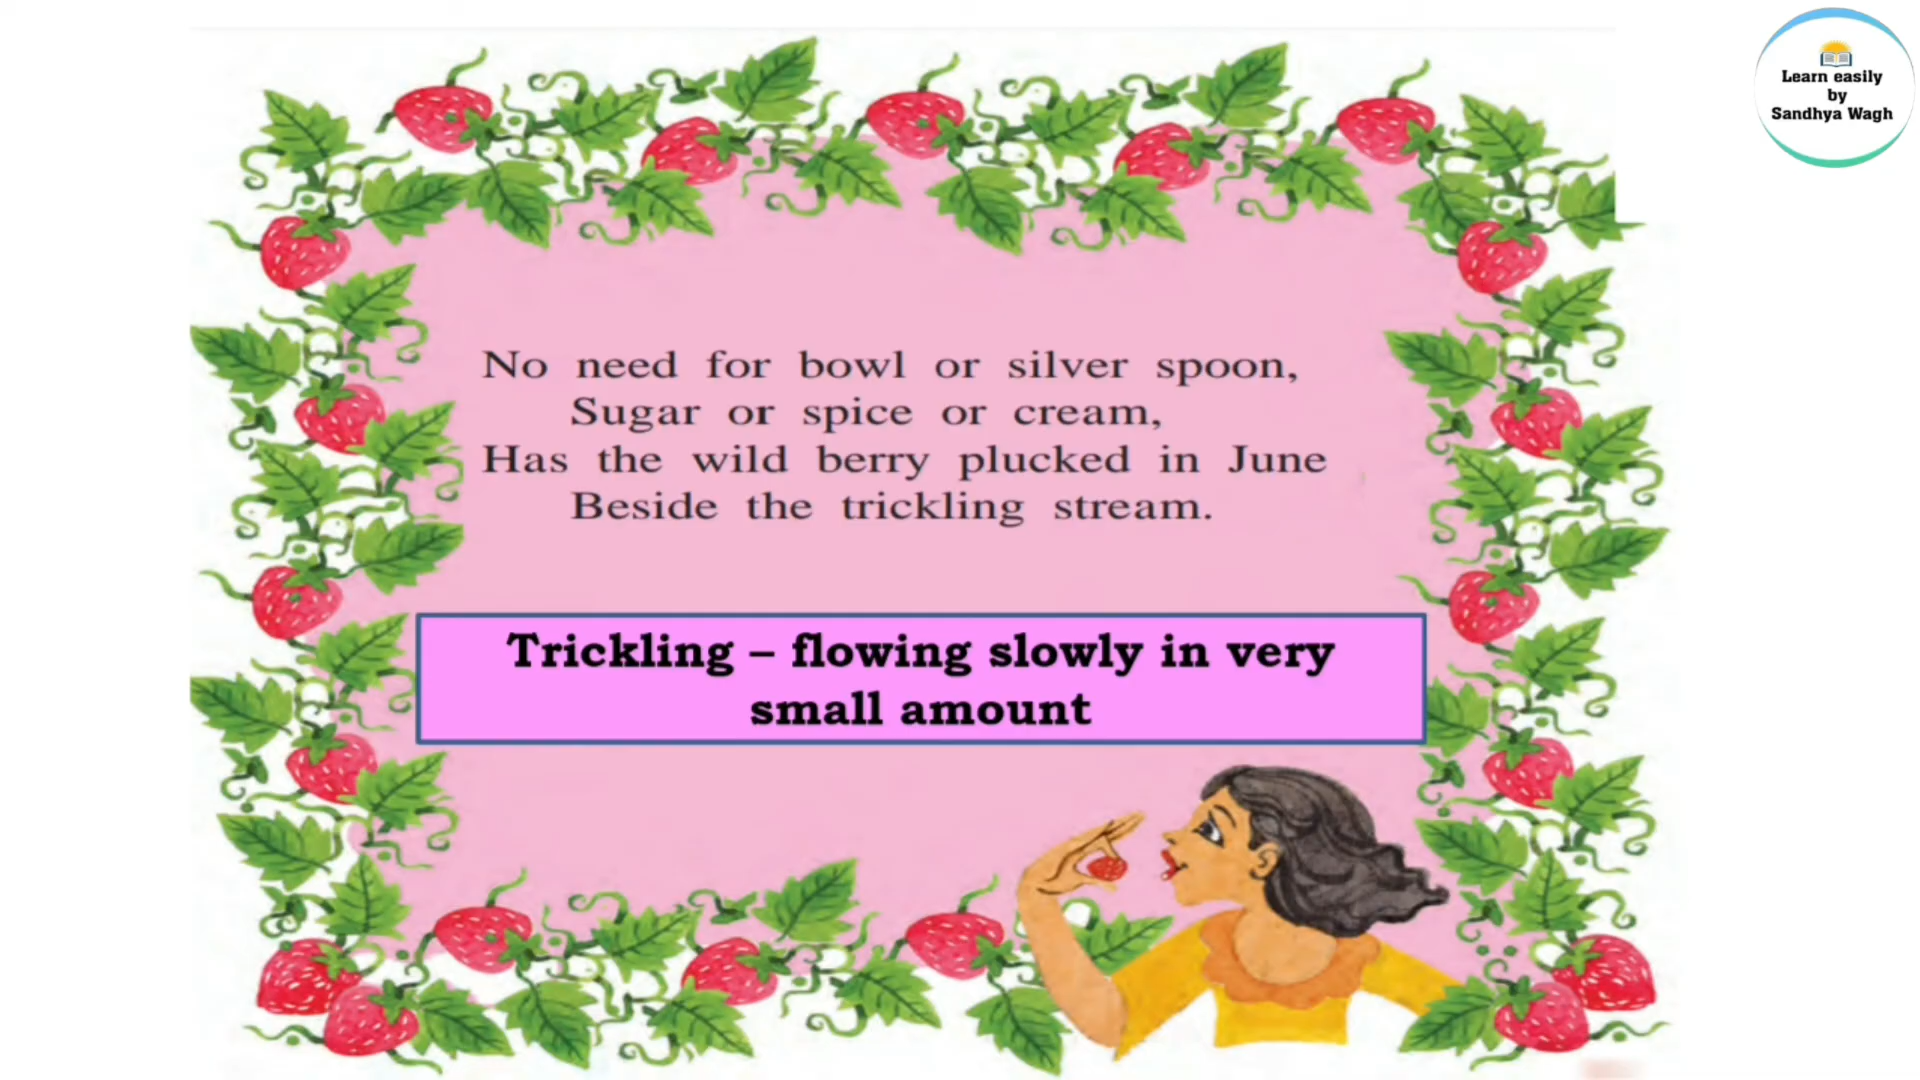 Learn easily
by
Sandhya Wagh
No need for bowl or silver spoon,
Sugar or spice or cream,
Has the wild berry plucked in June
Beside the trickling stream.
Trickling – flowing slowly in very
small amount